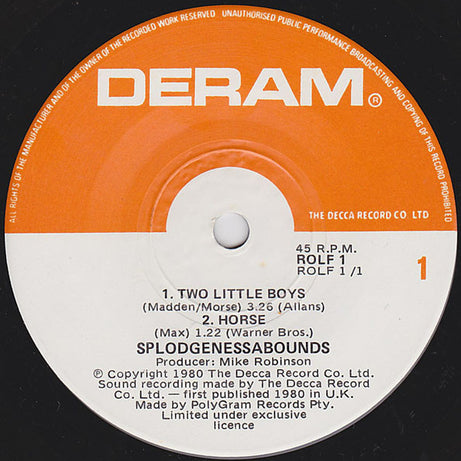 ALL RIGHTS OF THE MANUFACTURER AND OF THE OWNER OF THE RECORDED WORK RESERVED UNAUTHORISED PUBLIC PERFORMANCE BROADCASTING AND COPYING OF THIS RECORD PROHIBITED
DERAM®
THE DECCA RECORD CO LTD
45 R.P.M.
ROLF 1
ROLF 1/1
1
1. TWO LITTLE BOYS
(Madden/Morse) 3.26 (Allans)
2. HORSE
(Max) 1.22 (Warner Bros.)
SPLODGENESSABOUNDS
Producer: Mike Robinson
℗ Copyright 1980 The Decca Record Co. Ltd.
Sound recording made by The Decca Record
Co. Ltd. — first published 1980 in U.K.
Made by PolyGram Records Pty.
Limited under exclusive
licence